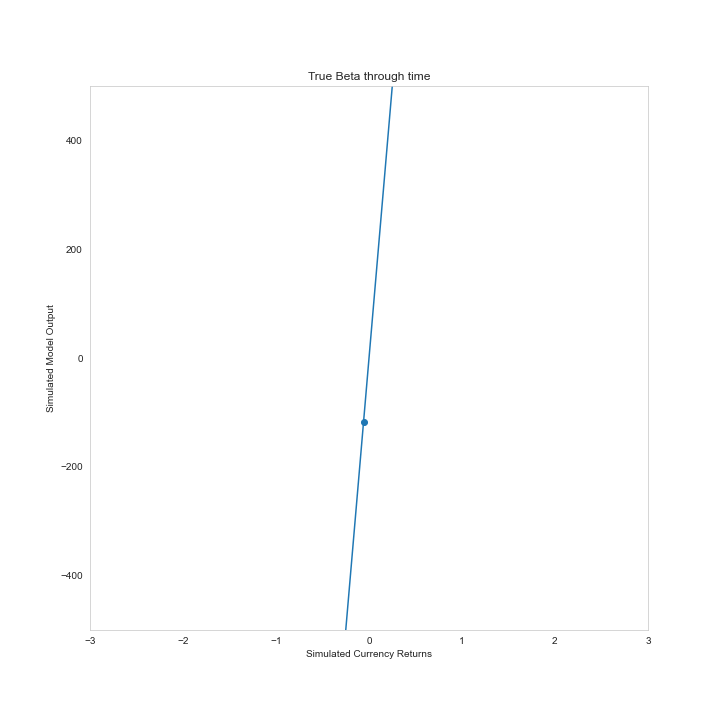 True Beta through time
400
200
0
−200
−400
Simulated Model Output
−3 −2 −1 0 1 2 3
Simulated Currency Returns